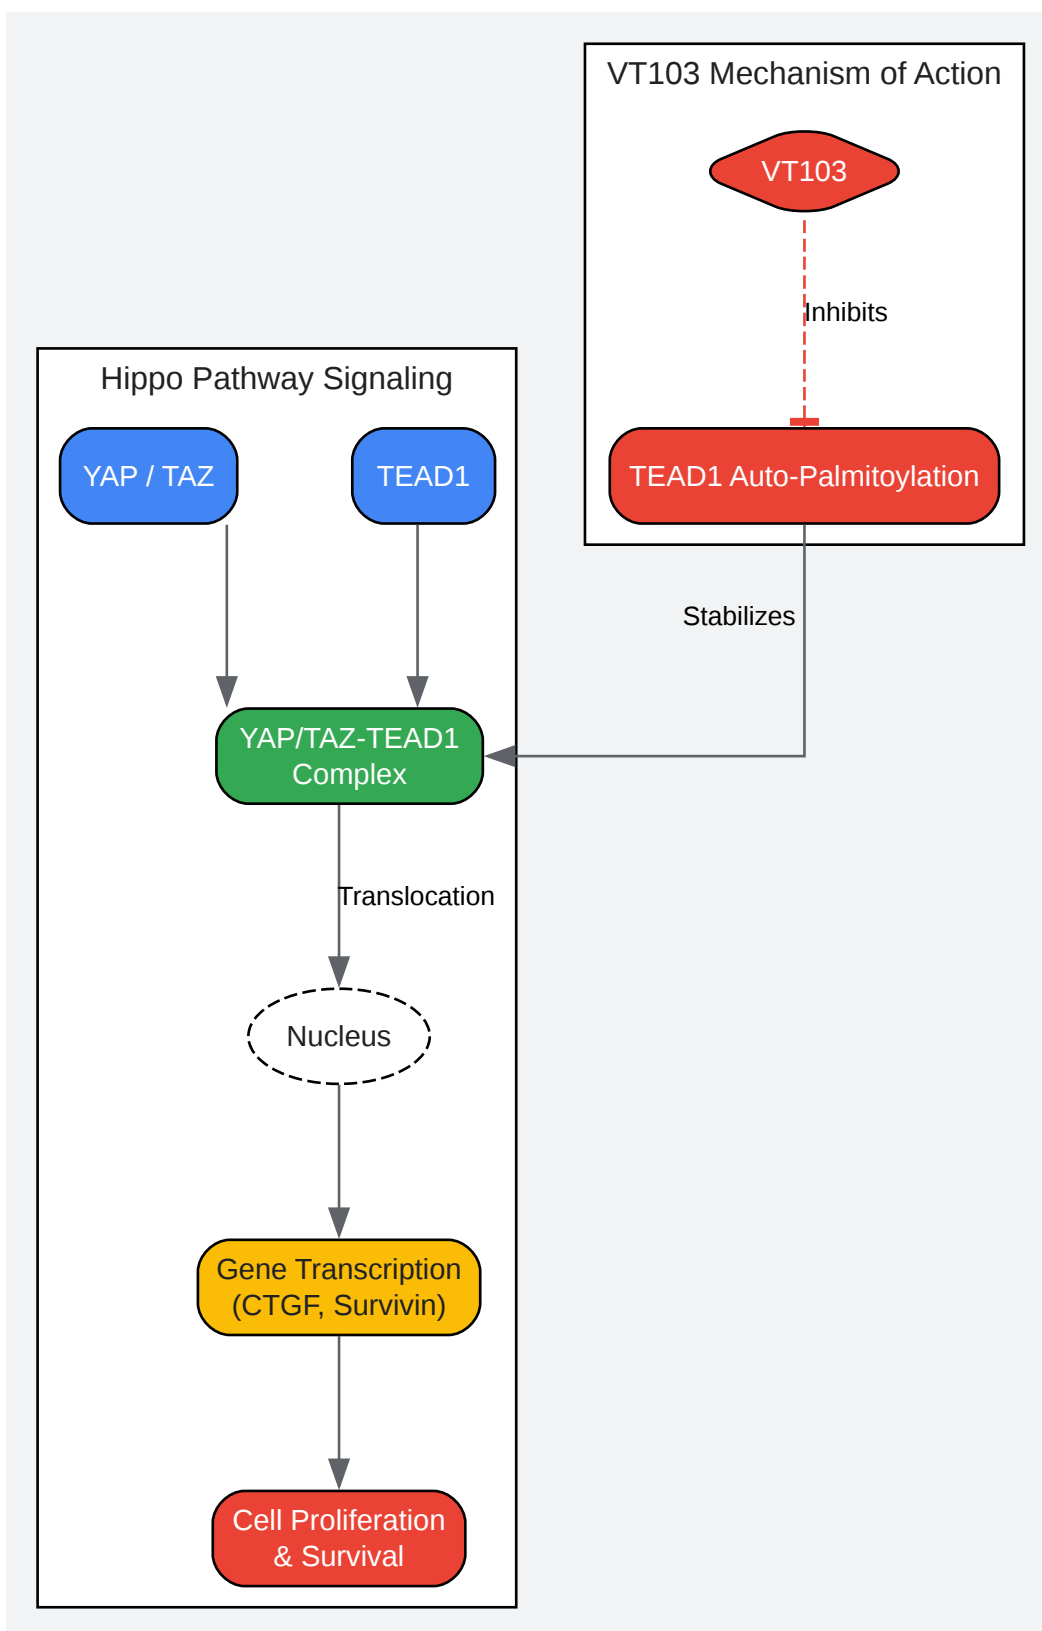 VT103 Mechanism of Action
VT103
Inhibits
Hippo Pathway Signaling
YAP / TAZ
TEAD1
TEAD1 Auto-Palmitoylation
Stabilizes
YAP/TAZ-TEAD1
Complex
Translocation
Nucleus
Gene Transcription
(CTGF, Survivin)
Cell Proliferation
& Survival